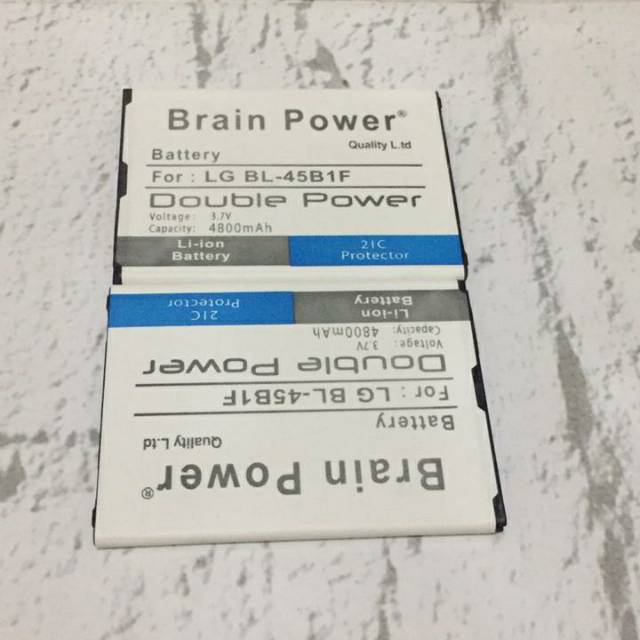 Brain Power®
Quality L.td
Battery
For : LG BL-45B1F
Double Power
Voltage: 3.7V
Capacity: 4800mAh
Li-ion
Battery
2IC
Protector
Brain Power®
Quality L.td
Battery
For : LG BL-45B1F
Double Power
Voltage: 3.7V
Capacity: 4800mAh
Li-ion
Battery
2IC
Protector